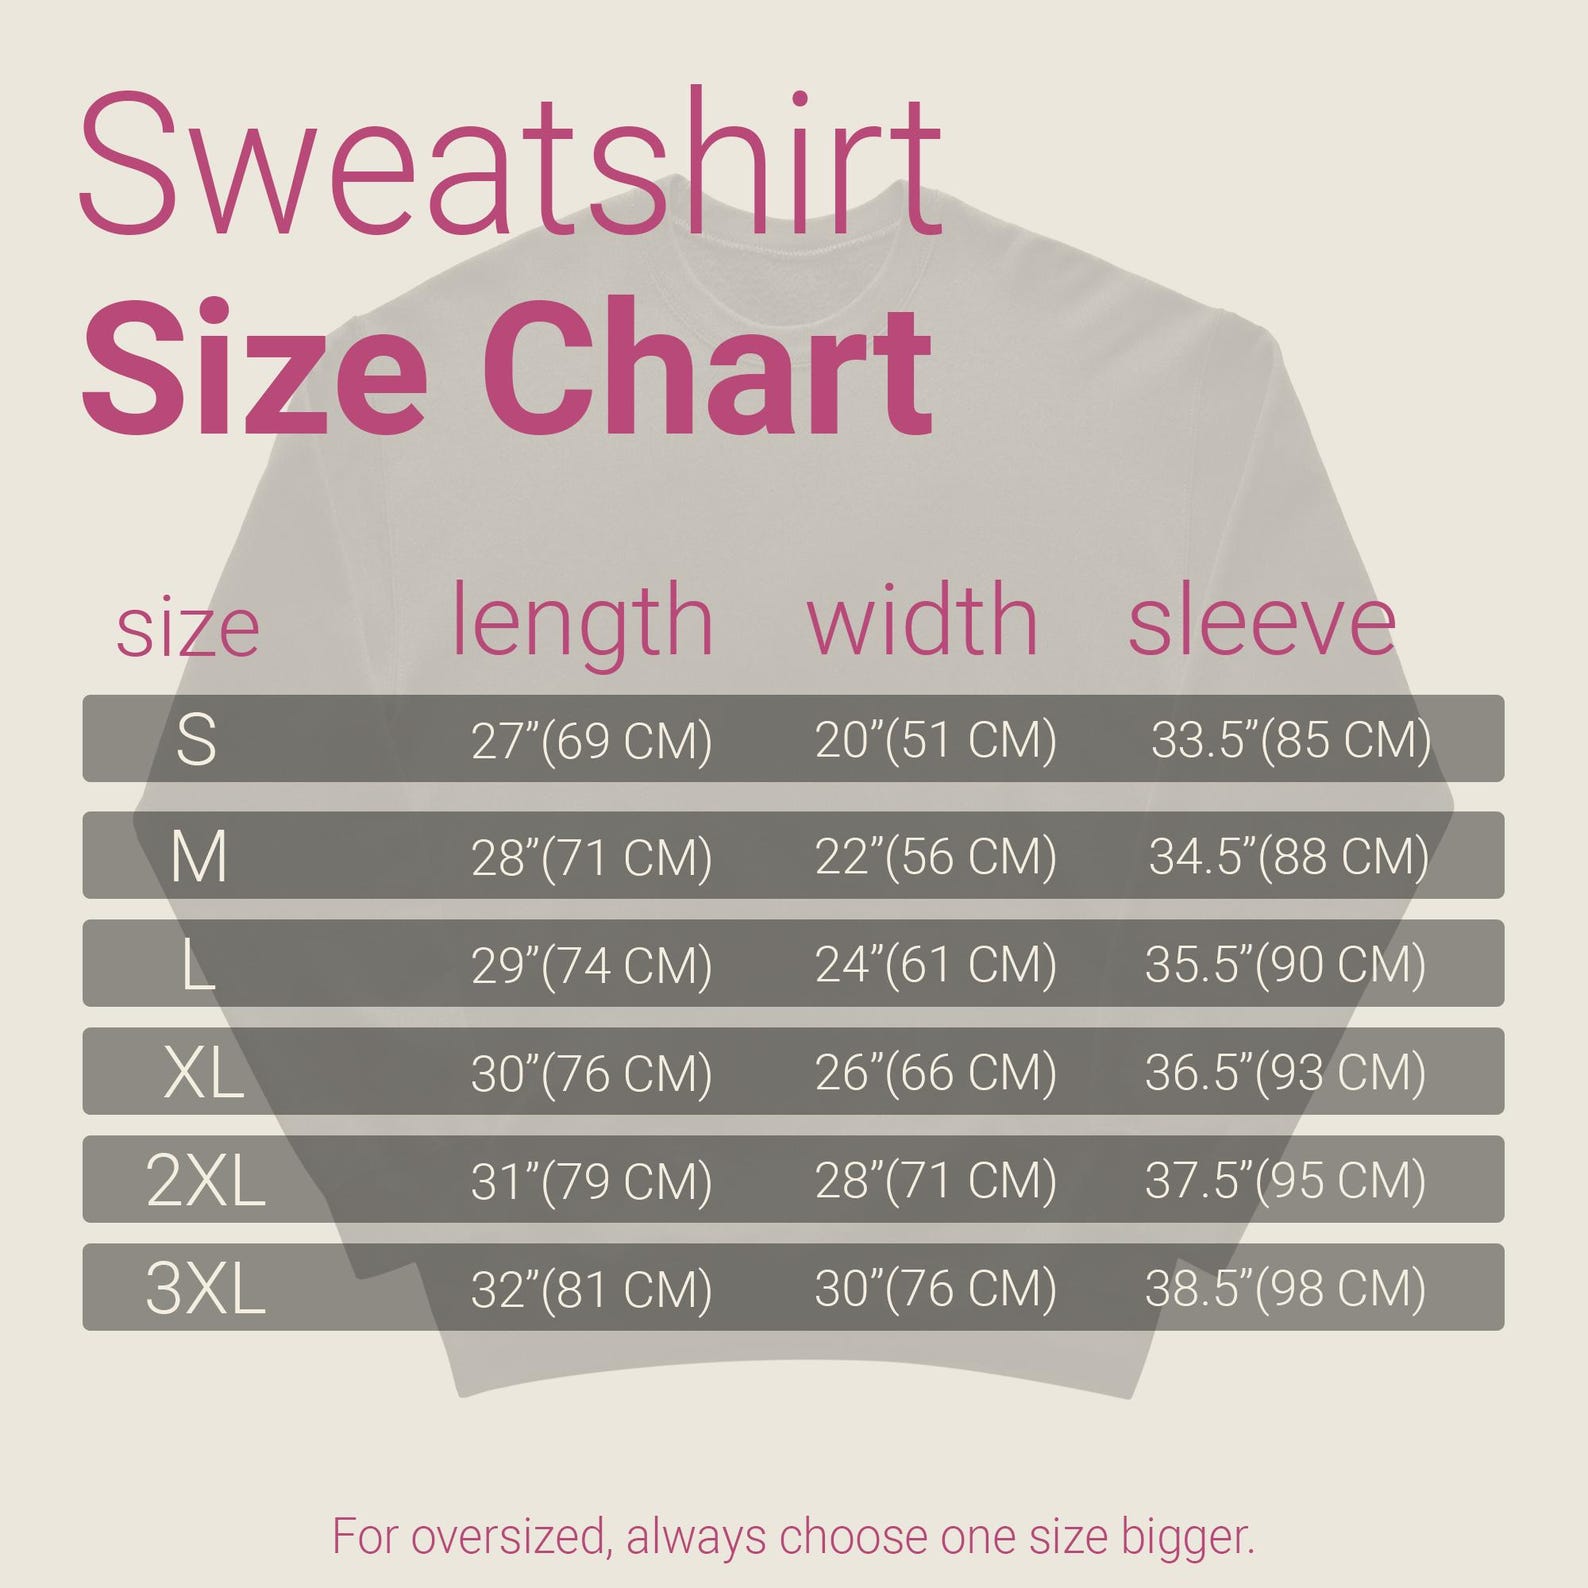 Sweatshirt
Size Chart
size length width sleeve
S 27”(69 CM) 20”(51 CM) 33.5”(85 CM)
M 28”(71 CM) 22”(56 CM) 34.5”(88 CM)
L 29”(74 CM) 24”(61 CM) 35.5”(90 CM)
XL 30”(76 CM) 26”(66 CM) 36.5”(93 CM)
2XL 31”(79 CM) 28”(71 CM) 37.5”(95 CM)
3XL 32”(81 CM) 30”(76 CM) 38.5”(98 CM)
For oversized, always choose one size bigger.